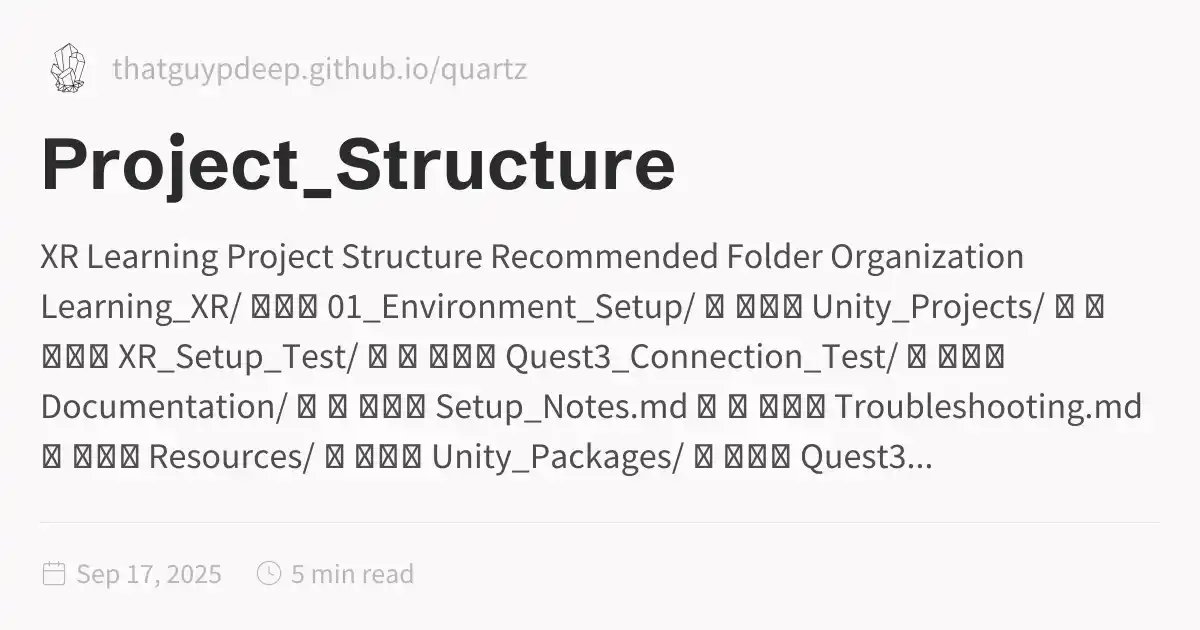 thatguypdeep.github.io/quartz
Project_Structure
XR Learning Project Structure Recommended Folder Organization
Learning_XR/ 01_Environment_Setup/ Unity_Projects/
XR_Setup_Test/ Quest3_Connection_Test/
Documentation/ Setup_Notes.md Troubleshooting.md
Resources/ Unity_Packages/ Quest3...
Sep 17, 2025 5 min read